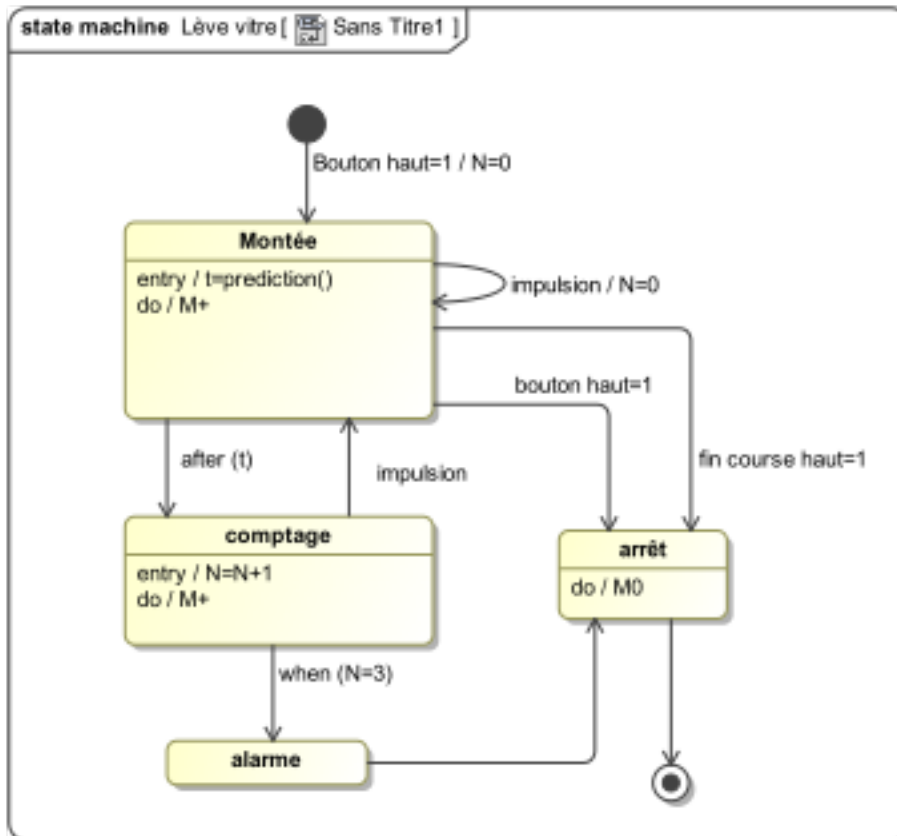 state machine Lève vitre [ Sans Titre1 ]
Bouton haut=1 / N=0
Montée
entry / t=prediction()
do / M+
impulsion / N=0
bouton haut=1
after (t)
impulsion
fin course haut=1
comptage
entry / N=N+1
do / M+
arrêt
do / M0
when (N=3)
alarme